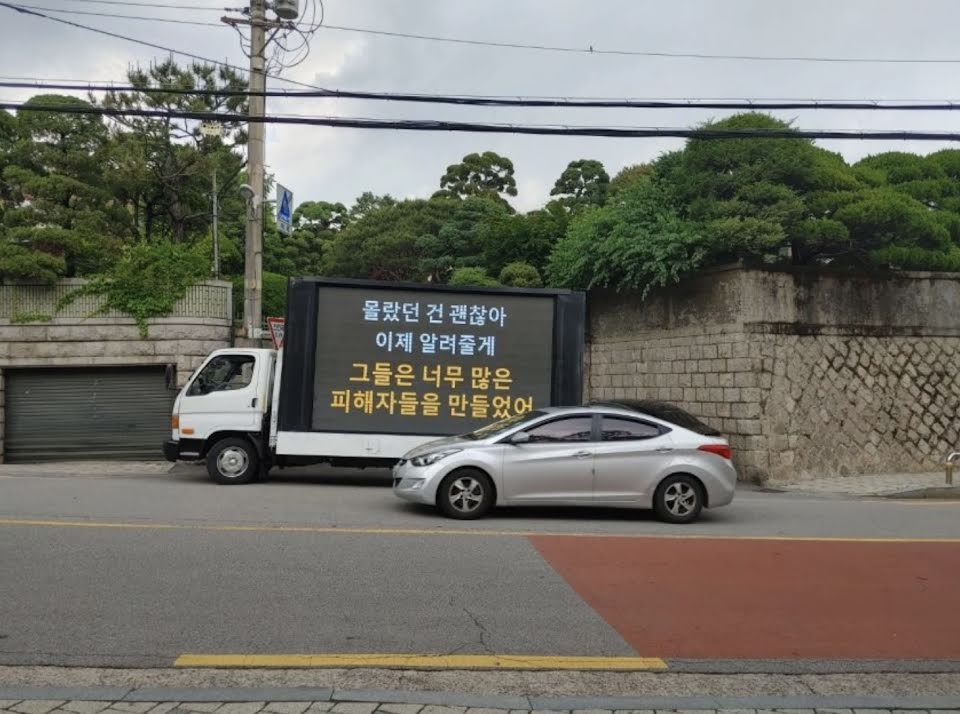 몰랐던 건 괜찮아
이제 알려줄게
그들은 너무 많은
피해자들을 만들었어